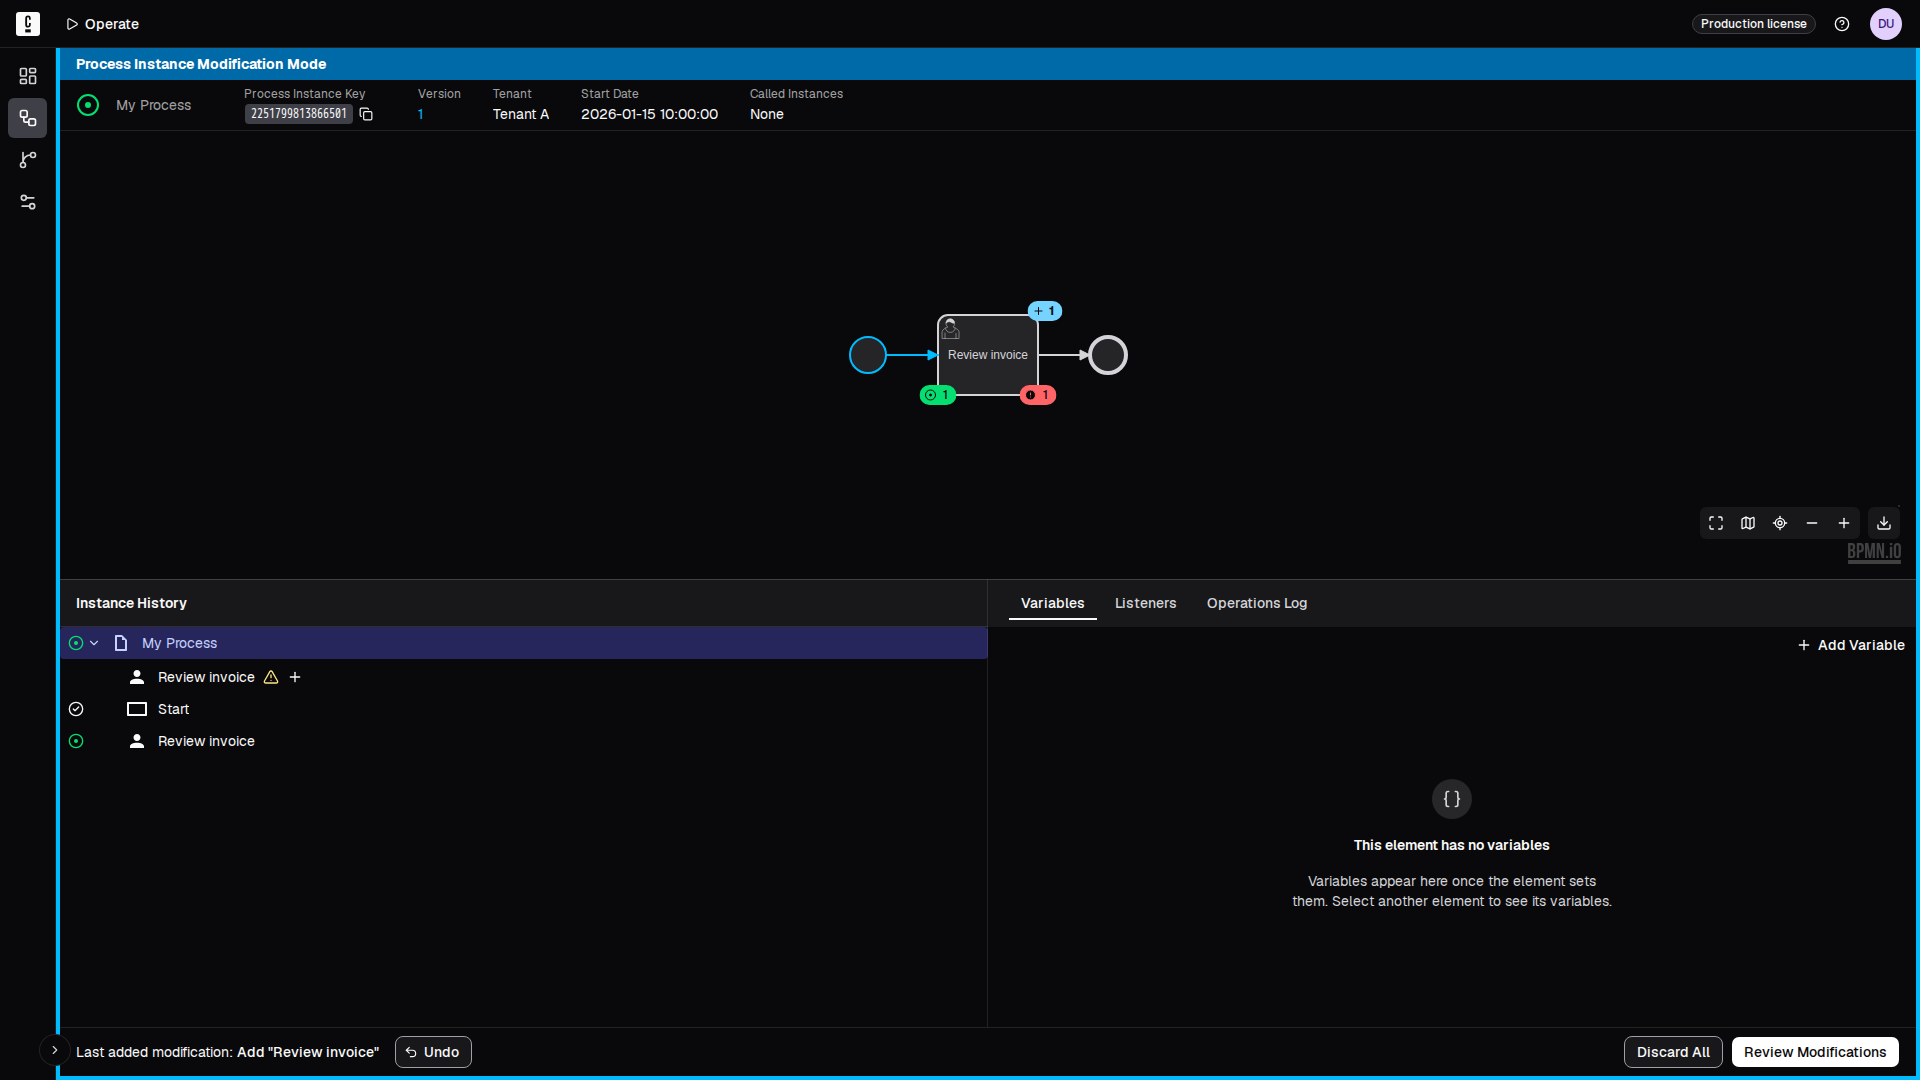 Operate
Production license
DU
Process Instance Modification Mode
My Process
Process Instance Key
2251799813866501
Version
1
Tenant
Tenant A
Start Date
2026-01-15 10:00:00
Called Instances
None
+ 1
Review invoice
1
1
BPMN.iO
Instance History
My Process
Review invoice
Start
Review invoice
Variables
Listeners
Operations Log
Add Variable
{}
This element has no variables
Variables appear here once the element sets
them. Select another element to see its variables.
Last added modification: Add "Review invoice"
Undo
Discard All
Review Modifications